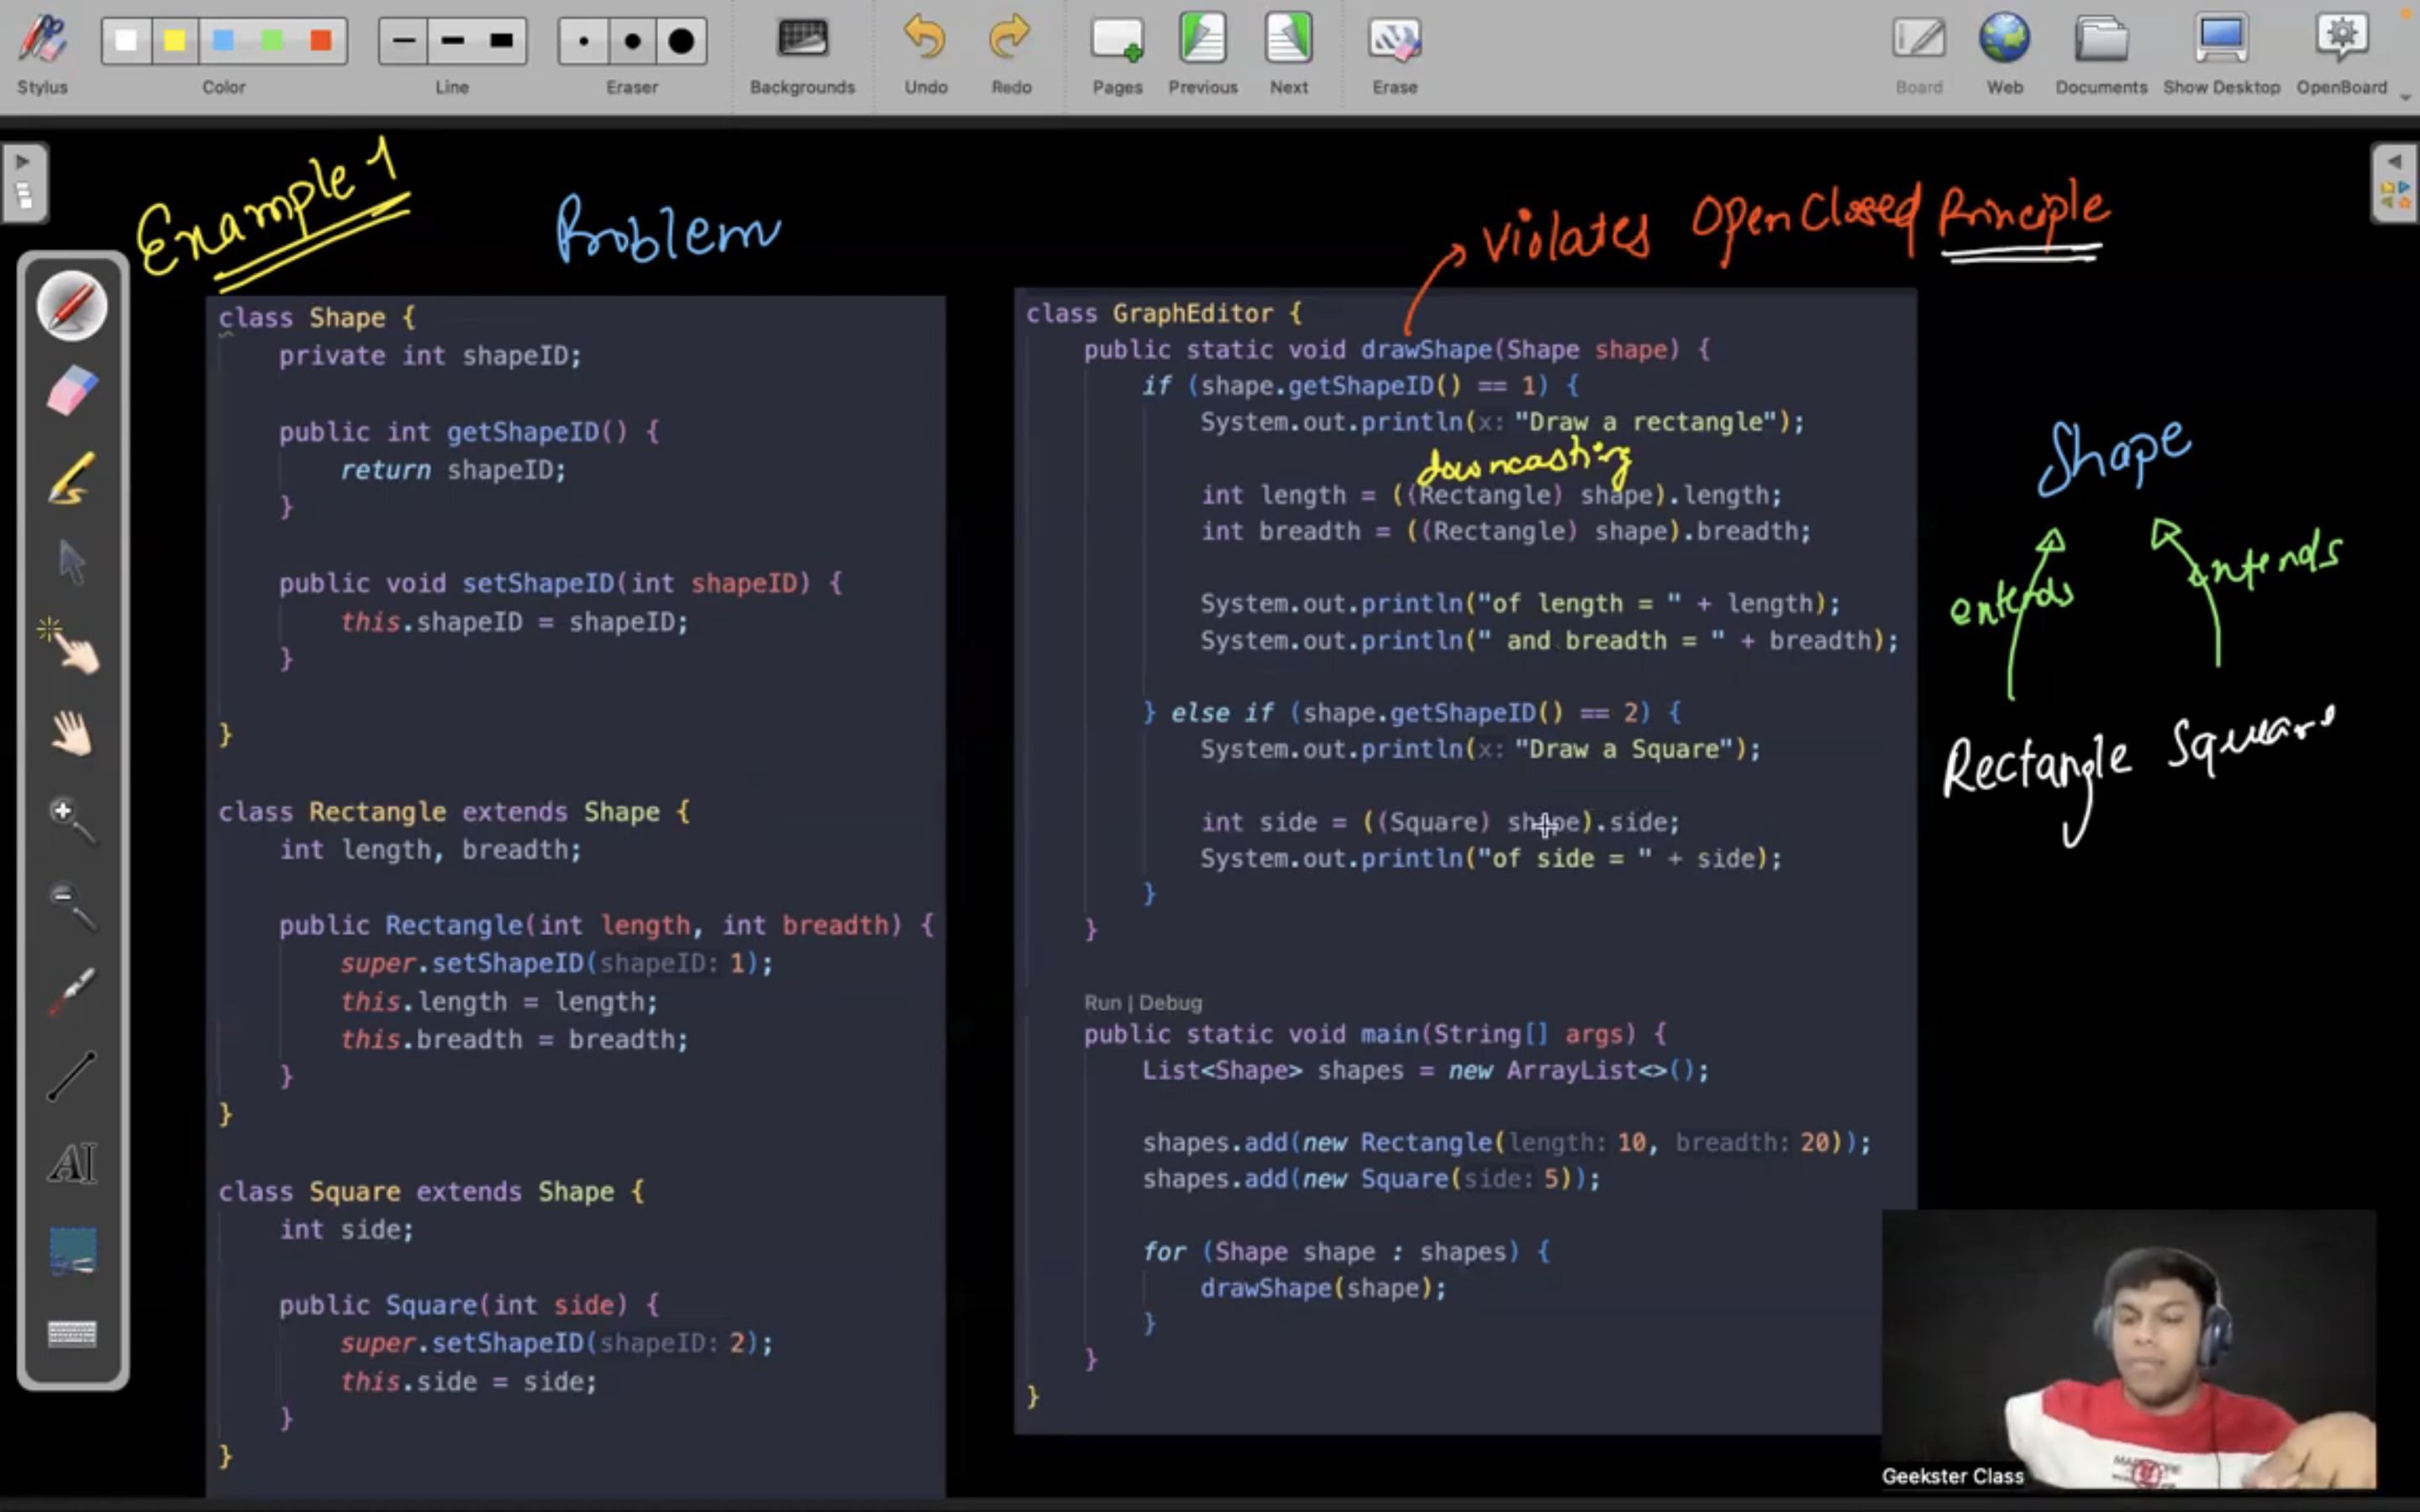 Stylus
Color
Line
Eraser
Backgrounds
Undo
Redo
Pages
Previous
Next
Erase
Board
Web
Documents
Show Desktop
OpenBoard
Example 1
Problem
Violates Open Closed Principle
class Shape {
private int shapeID;
public int getShapeID() {
return shapeID;
}
public void setShapeID(int shapeID) {
this.shapeID = shapeID;
}
}
class Rectangle extends Shape {
int length, breadth;
public Rectangle(int length, int breadth) {
super.setShapeID(shapeID: 1);
this.length = length;
this.breadth = breadth;
}
}
class Square extends Shape {
int side;
public Square(int side) {
super.setShapeID(shapeID: 2);
this.side = side;
}
}
class GraphEditor {
public static void drawShape(Shape shape) {
if (shape.getShapeID() == 1) {
System.out.println(x: "Draw a rectangle");
downcasting
int length = ((Rectangle) shape).length;
int breadth = ((Rectangle) shape).breadth;
System.out.println("of length = " + length);
System.out.println(" and breadth = " + breadth);
} else if (shape.getShapeID() == 2) {
System.out.println(x: "Draw a Square");
int side = ((Square) shape).side;
System.out.println("of side = " + side);
}
}
Run | Debug
public static void main(String[] args) {
List<Shape> shapes = new ArrayList<>();
shapes.add(new Rectangle(length: 10, breadth: 20));
shapes.add(new Square(side: 5));
for (Shape shape : shapes) {
drawShape(shape);
}
}
}
Shape
extends
extends
Rectangle Square
AI
Geekster Class